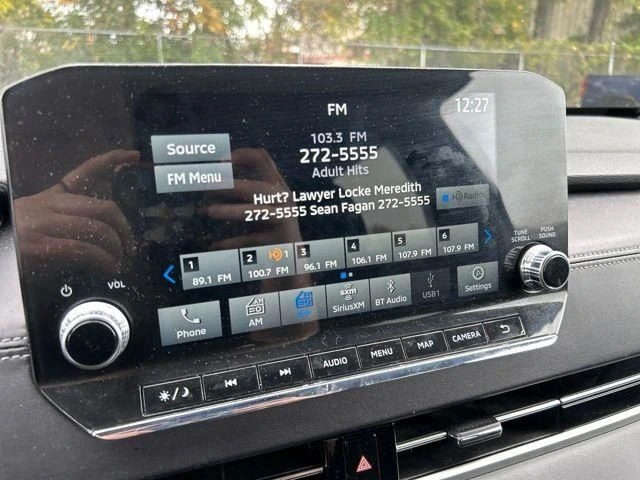 FM
12:27
Source
FM Menu
103.3 FM
272-5555
Adult Hits
Hurt? Lawyer Locke Meredith
272-5555 Sean Fagan 272-5555
HD Radio
1
89.1 FM
2 HD 1
100.7 FM
3
96.1 FM
4
106.1 FM
5
107.9 FM
6
107.9 FM
TUNE
SCROLL
PUSH
SOUND
VOL
Phone
AM
sxm
SiriusXM
BT Audio
USB1
Settings
AUDIO
MENU
MAP
CAMERA